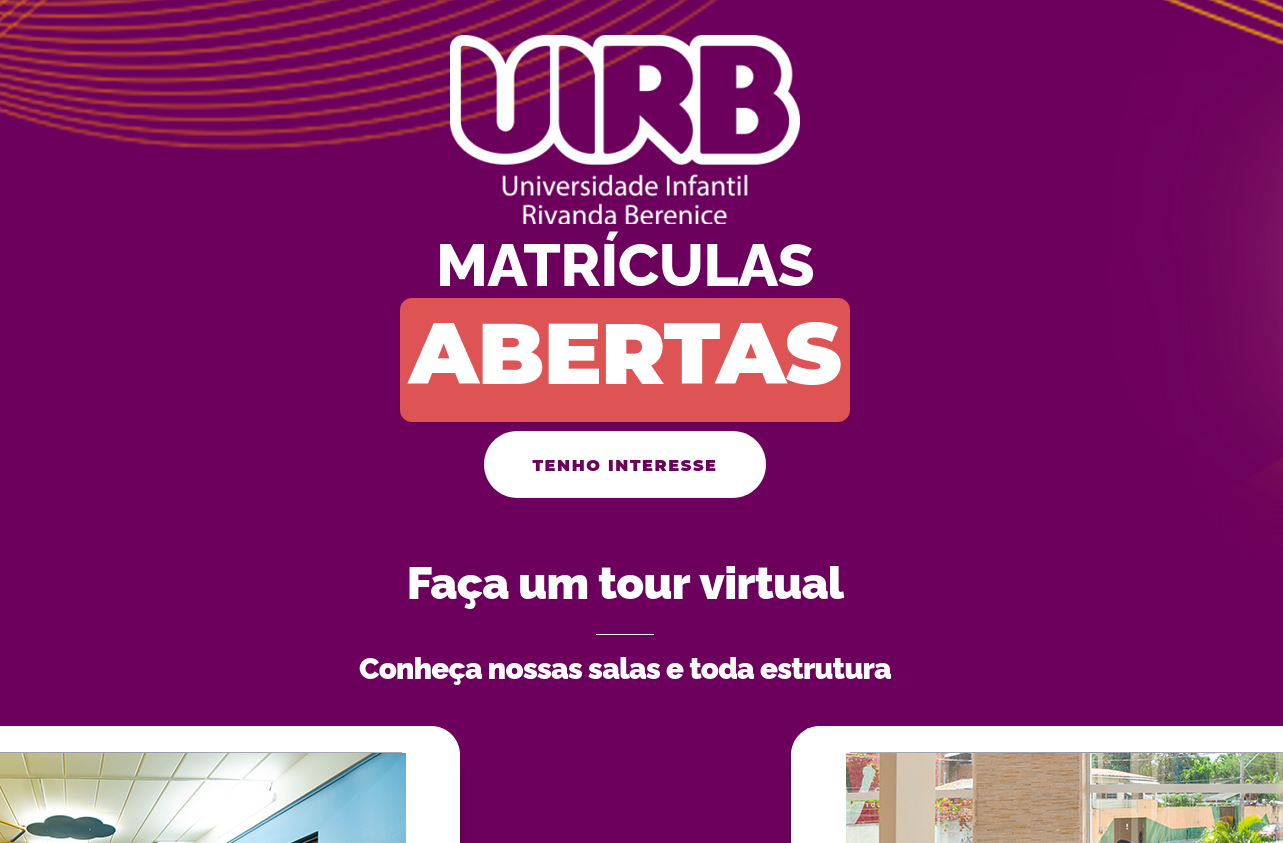 UIRB
Universidade Infantil
Rivanda Berenice
MATRÍCULAS
ABERTAS
TENHO INTERESSE
Faça um tour virtual
Conheça nossas salas e toda estrutura